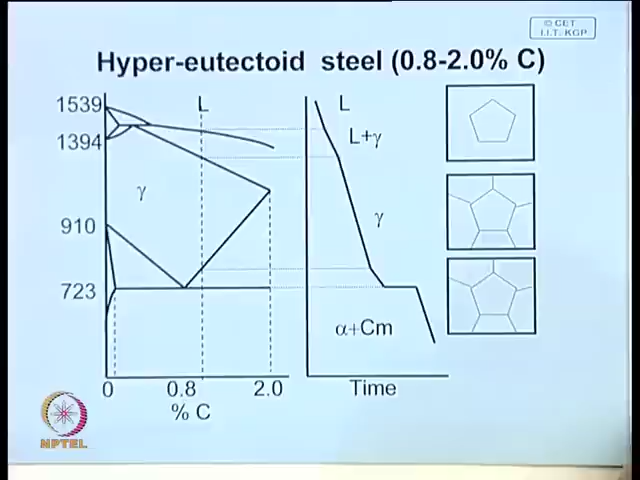 © CET
I.I.T. KGP
Hyper-eutectoid steel (0.8-2.0% C)
1539
L
L
1394
L+γ
γ
γ
910
723
α+Cm
0
0.8
2.0
Time
% C
NPTEL